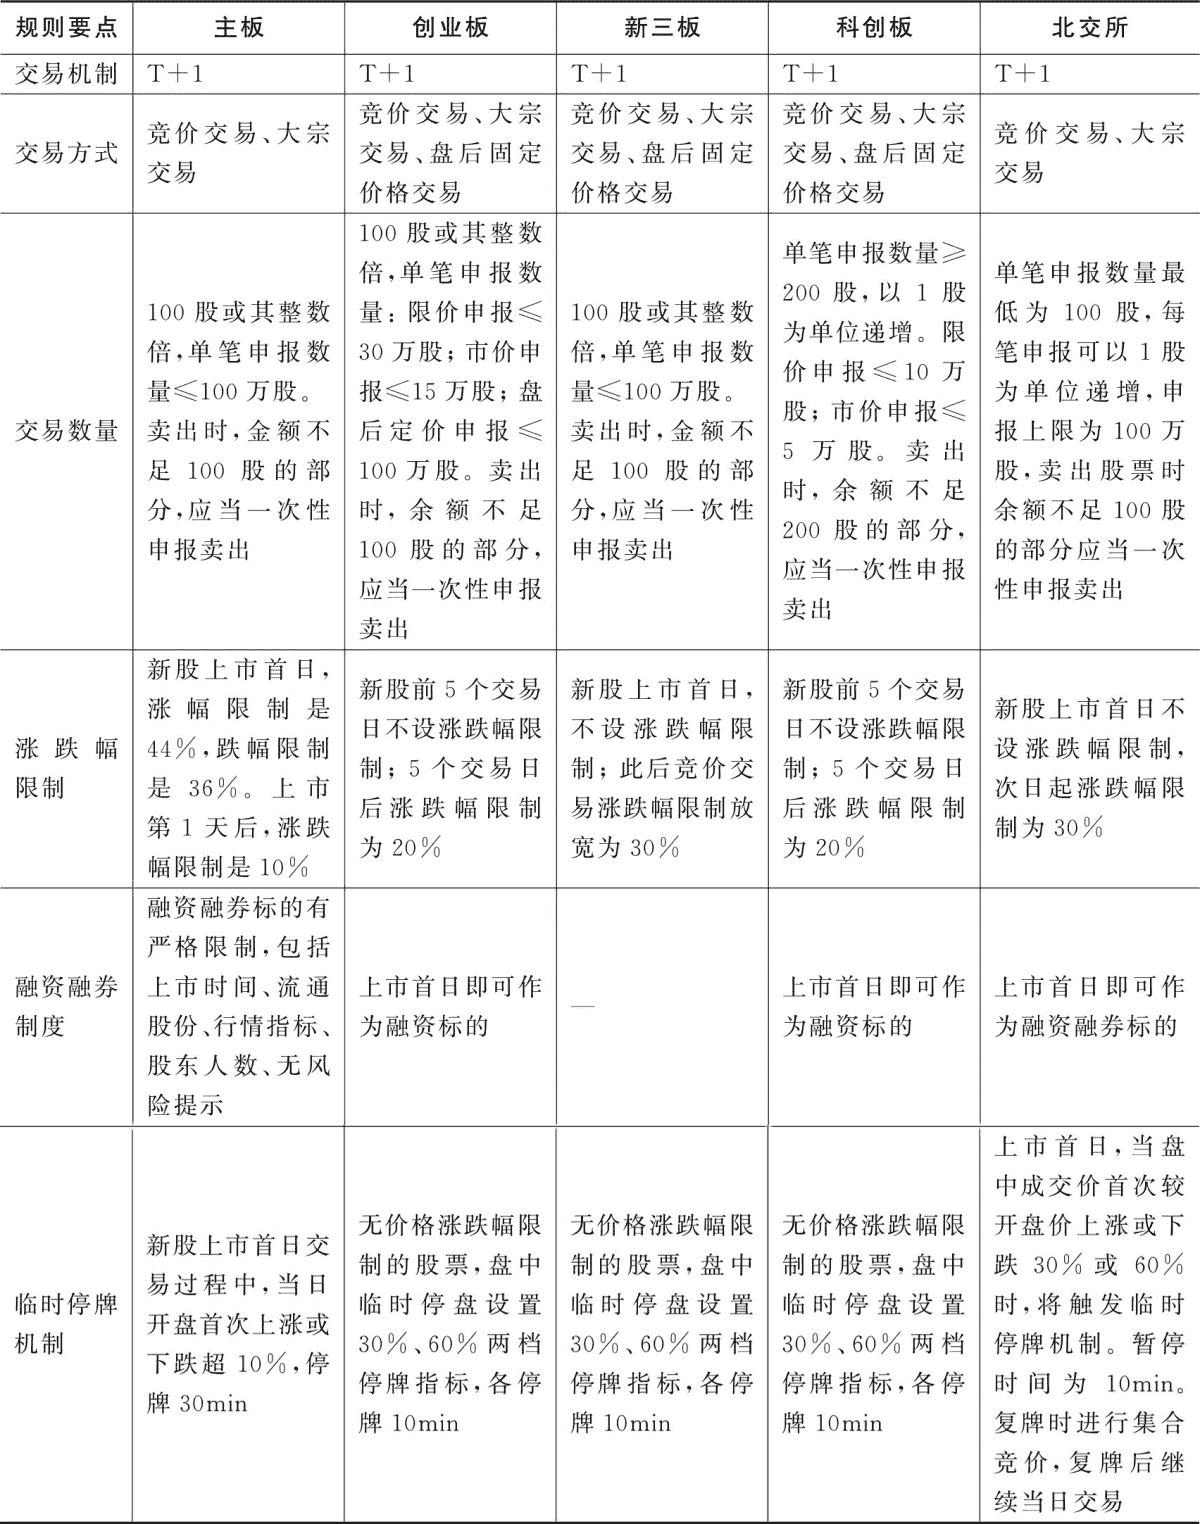 规则要点 主板 创业板 新三板 科创板 北交所
交易机制 T+1 T+1 T+1 T+1 T+1
交易方式
竞价交易、大宗
交易
竞价交易、大宗
交易、盘后固定
价格交易
竞价交易、大宗
交易、盘后固定
价格交易
竞价交易、大宗
交易、盘后固定
价格交易
竞价交易、大宗
交易
交易数量
100股或其整数
倍,单笔申报数
量≤100万股。
卖出时,金额不
足100股的部
分,应当一次性
申报卖出
100股或其整数
倍,单笔申报数
量:限价申报≤
30万股;市价申
报≤15万股;盘
后定价申报≤
100万股。卖出
时,余额不足
100股的部分,
应当一次性申报
卖出
100股或其整数
倍,单笔申报数
量≤100万股。
卖出时,金额不
足100股的部
分,应当一次性
申报卖出
单笔申报数量≥
200股,以1股
为单位递增。限
价申报≤10万
股;市价申报≤
5万股。卖出
时,余额不足
200股的部分,
应当一次性申报
卖出
单笔申报数量最
低为100股,每
笔申报可以1股
为单位递增,申
报上限为100万
股,卖出股票时
余额不足100股
的部分应当一次
性申报卖出
涨跌幅
限制
新股上市首日,
涨幅限制是
44%,跌幅限制
是36%。上市
第1天后,涨跌
幅限制是10%
新股前5个交易
日不设涨跌幅限
制;5个交易日
后涨跌幅限制
为20%
新股上市首日,
不设涨跌幅限
制;此后竞价交
易涨跌幅限制放
宽为30%
新股前5个交易
日不设涨跌幅限
制;5个交易日
后涨跌幅限制
为20%
新股上市首日不
设涨跌幅限制,
次日起涨跌幅限
制为30%
融资融券
制度
融资融券标的有
严格限制,包括
上市时间、流通
股份、行情指标、
股东人数、无风
险提示
上市首日即可作
为融资标的
—
上市首日即可作
为融资标的
上市首日即可作
为融资融券标的
临时停牌
机制
新股上市首日交
易过程中,当日
开盘首次上涨或
下跌超10%,停
牌30min
无价格涨跌幅限
制的股票,盘中
临时停盘设置
30%、60%两档
停牌指标,各停
牌10min
无价格涨跌幅限
制的股票,盘中
临时停盘设置
30%、60%两档
停牌指标,各停
牌10min
无价格涨跌幅限
制的股票,盘中
临时停盘设置
30%、60%两档
停牌指标,各停
牌10min
上市首日,当盘
中成交价首次较
开盘价上涨或下
跌30%或60%
时,将触发临时
停牌机制。暂停
时间为10min。
复牌时进行集合
竞价,复牌后继
续当日交易